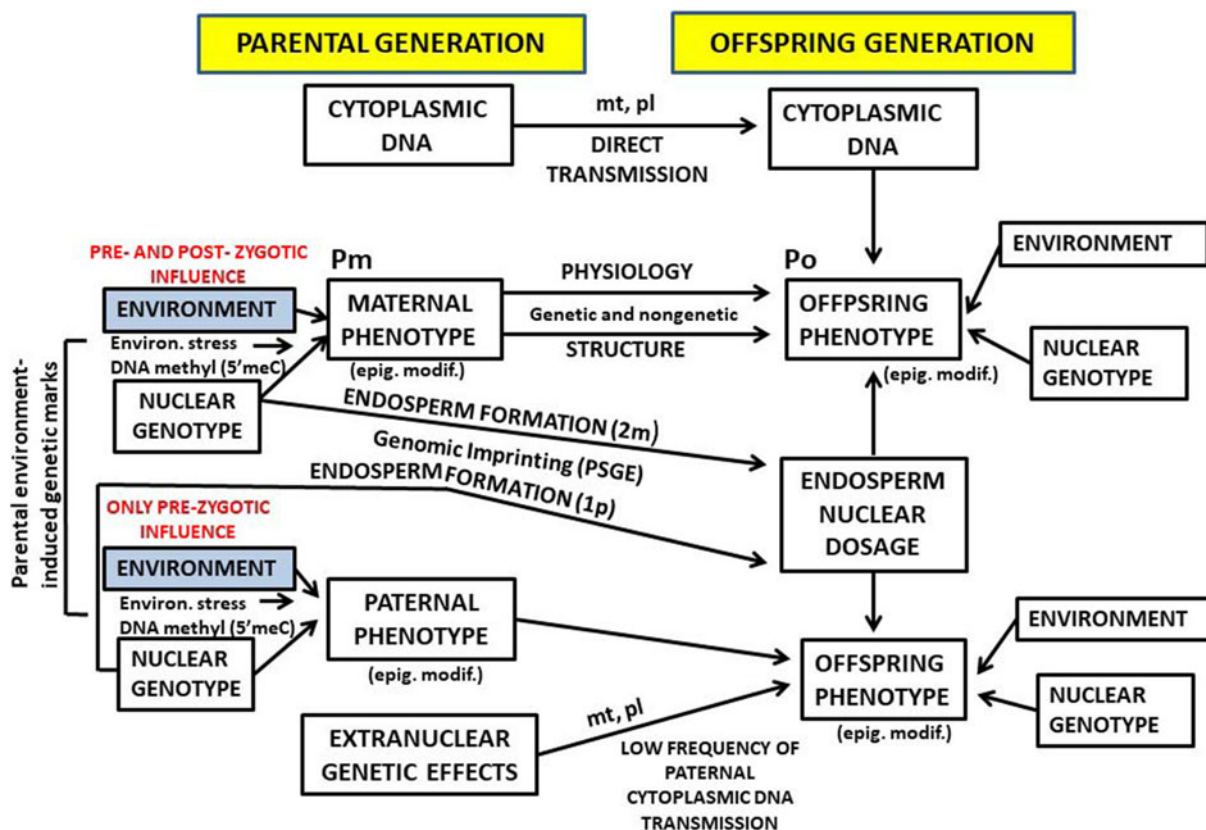 PARENTAL GENERATION
OFFSPRING GENERATION
CYTOPLASMIC
DNA
mt, pl
DIRECT
TRANSMISSION
CYTOPLASMIC
DNA
PRE- AND POST- ZYGOTIC
INFLUENCE
ENVIRONMENT
Environ. stress
DNA methyl (5'meC)
NUCLEAR
GENOTYPE
Pm
MATERNAL
PHENOTYPE
(epig. modif.)
PHYSIOLOGY
Genetic and nongenetic
STRUCTURE
Po
OFFPSRING
PHENOTYPE
(epig. modif.)
ENVIRONMENT
NUCLEAR
GENOTYPE
ENDOSPERM FORMATION (2m)
Genomic Imprinting (PSGE)
ENDOSPERM FORMATION (1p)
ENDOSPERM
NUCLEAR
DOSAGE
Parental environment-
induced genetic marks
ONLY PRE-ZYGOTIC
INFLUENCE
ENVIRONMENT
Environ. stress
DNA methyl (5'meC)
NUCLEAR
GENOTYPE
PATERNAL
PHENOTYPE
(epig. modif.)
OFFSPRING
PHENOTYPE
(epig. modif.)
ENVIRONMENT
NUCLEAR
GENOTYPE
EXTRANUCLEAR
GENETIC EFFECTS
mt, pl
LOW FREQUENCY OF
PATERNAL
CYTOPLASMIC DNA
TRANSMISSION